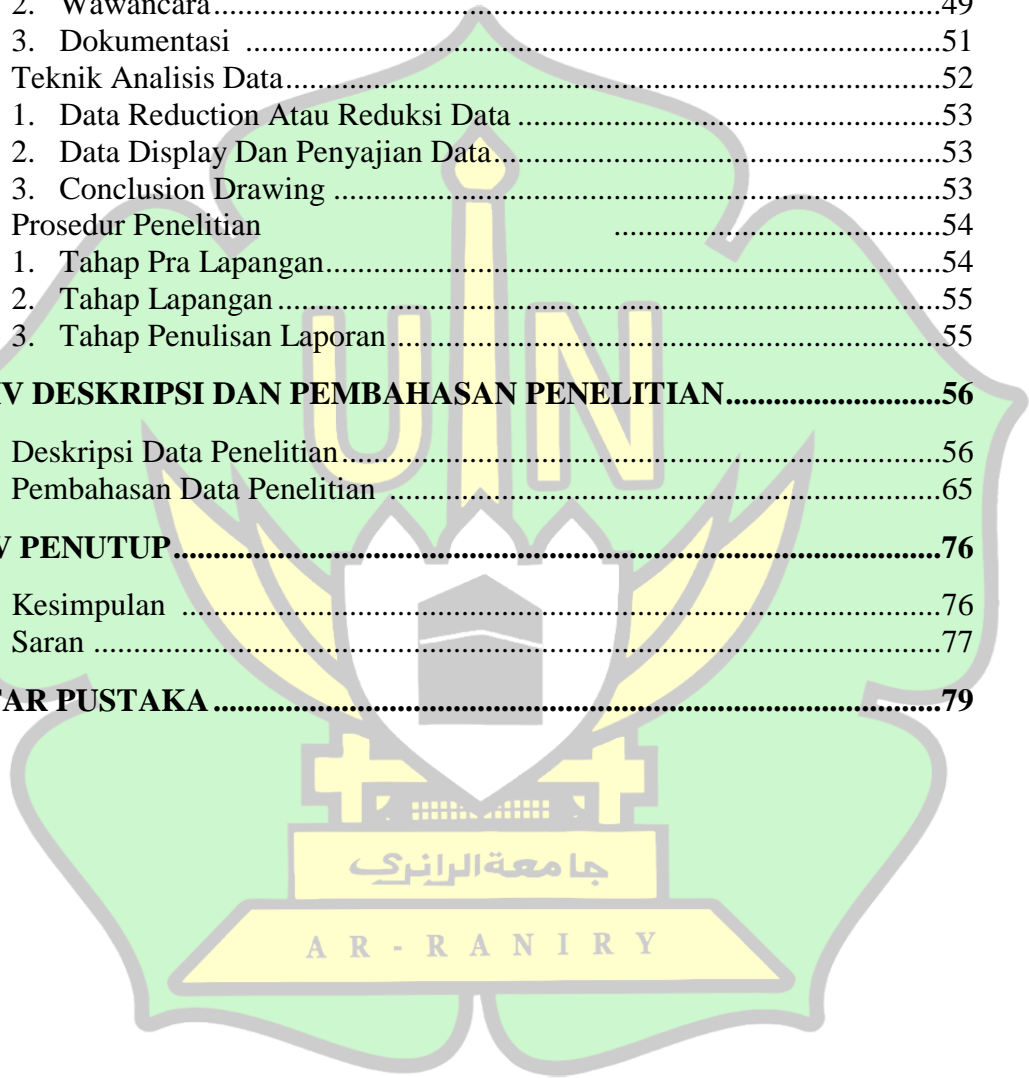 2. Wawancara....................................................................................49
3. Dokumentasi ................................................................................51
Teknik Analisis Data...........................................................................52
1. Data Reduction Atau Reduksi Data .................................................53
2. Data Display Dan Penyajian Data....................................................53
3. Conclusion Drawing .......................................................................53
Prosedur Penelitian ...........................................54
1. Tahap Pra Lapangan........................................................................54
2. Tahap Lapangan ..............................................................................55
3. Tahap Penulisan Laporan.................................................................55
IV DESKRIPSI DAN PEMBAHASAN PENELITIAN............................56
Deskripsi Data Penelitian.....................................................................56
Pembahasan Data Penelitian ................................................................65
V PENUTUP.........................................................................................76
Kesimpulan .........................................................................................76
Saran ...................................................................................................77
TAR PUSTAKA ....................................................................................79
UIN
جامعة الرانري
AR-RANIRY